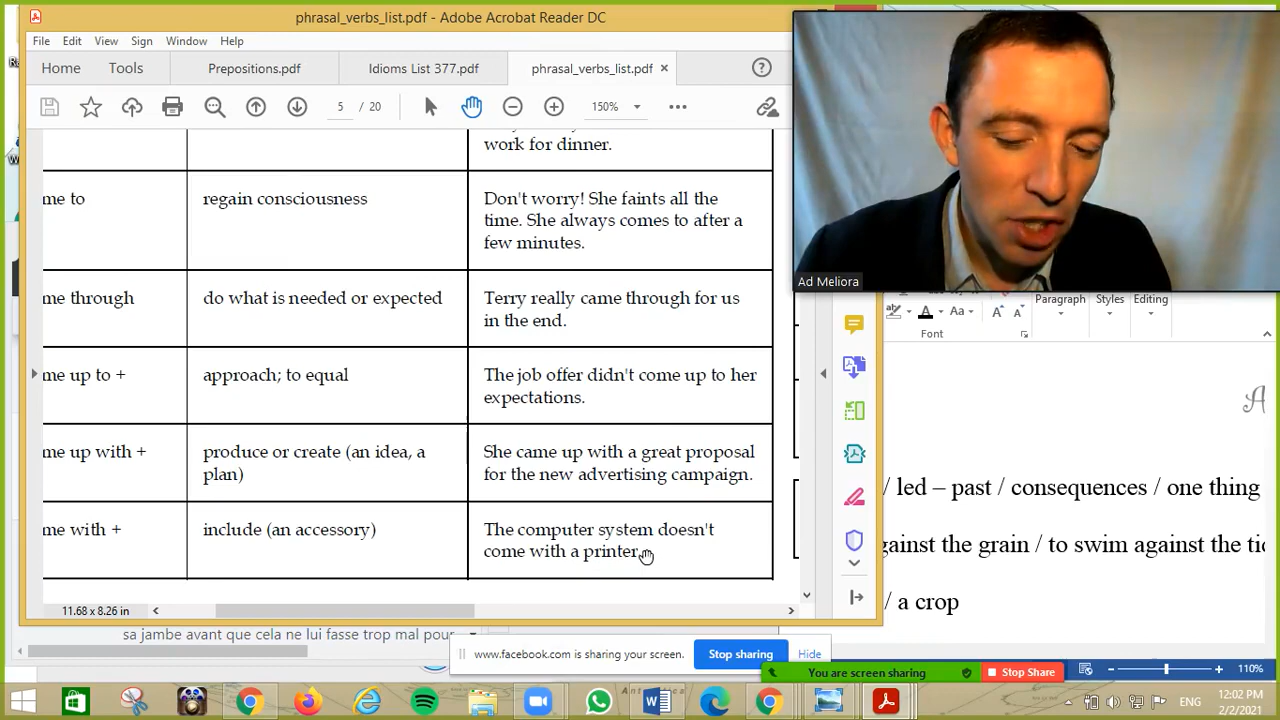 phrasal_verbs_list.pdf - Adobe Acrobat Reader DC
File Edit View Sign Window Help
Home Tools Prepositions.pdf Idioms List 377.pdf phrasal_verbs_list.pdf
5 / 20 150%
work for dinner.
me to
regain consciousness
Don't worry! She faints all the
time. She always comes to after a
few minutes.
me through
do what is needed or expected
Terry really came through for us
in the end.
me up to +
approach; to equal
The job offer didn't come up to her
expectations.
me up with +
produce or create (an idea, a
plan)
She came up with a great proposal
for the new advertising campaign.
me with +
include (an accessory)
The computer system doesn't
come with a printer
11.68 x 8.26 in
Ad Meliora
Paragraph Styles Editing
Aa A A
Font
A
/ led – past / consequences / one thing
gainst the grain / to swim against the tic
/ a crop
sa jambe avant que cela ne lui fasse trop mal pour
www.facebook.com is sharing your screen. Stop sharing Hide
You are screen sharing Stop Share
110%
ENG
12:02 PM
2/2/2021